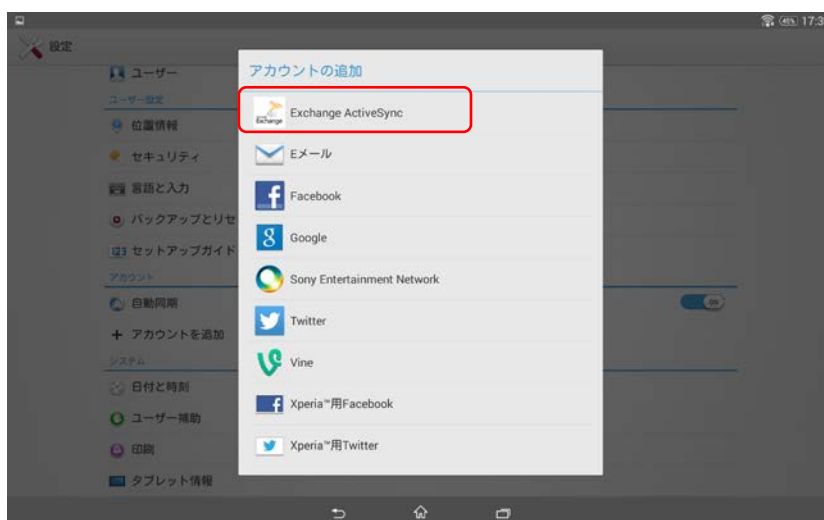 46% 17:3
設定
ユーザー
ユーザー設定
位置情報
セキュリティ
言語と入力
バックアップとリセ
123 セットアップガイド
アカウント
自動同期
ON
+ アカウントを追加
システム
日付と時刻
ユーザー補助
印刷
タブレット情報
アカウントの追加
Exchange
Exchange ActiveSync
Eメール
Facebook
Google
Sony Entertainment Network
Twitter
Vine
Xperia™用Facebook
Xperia™用Twitter